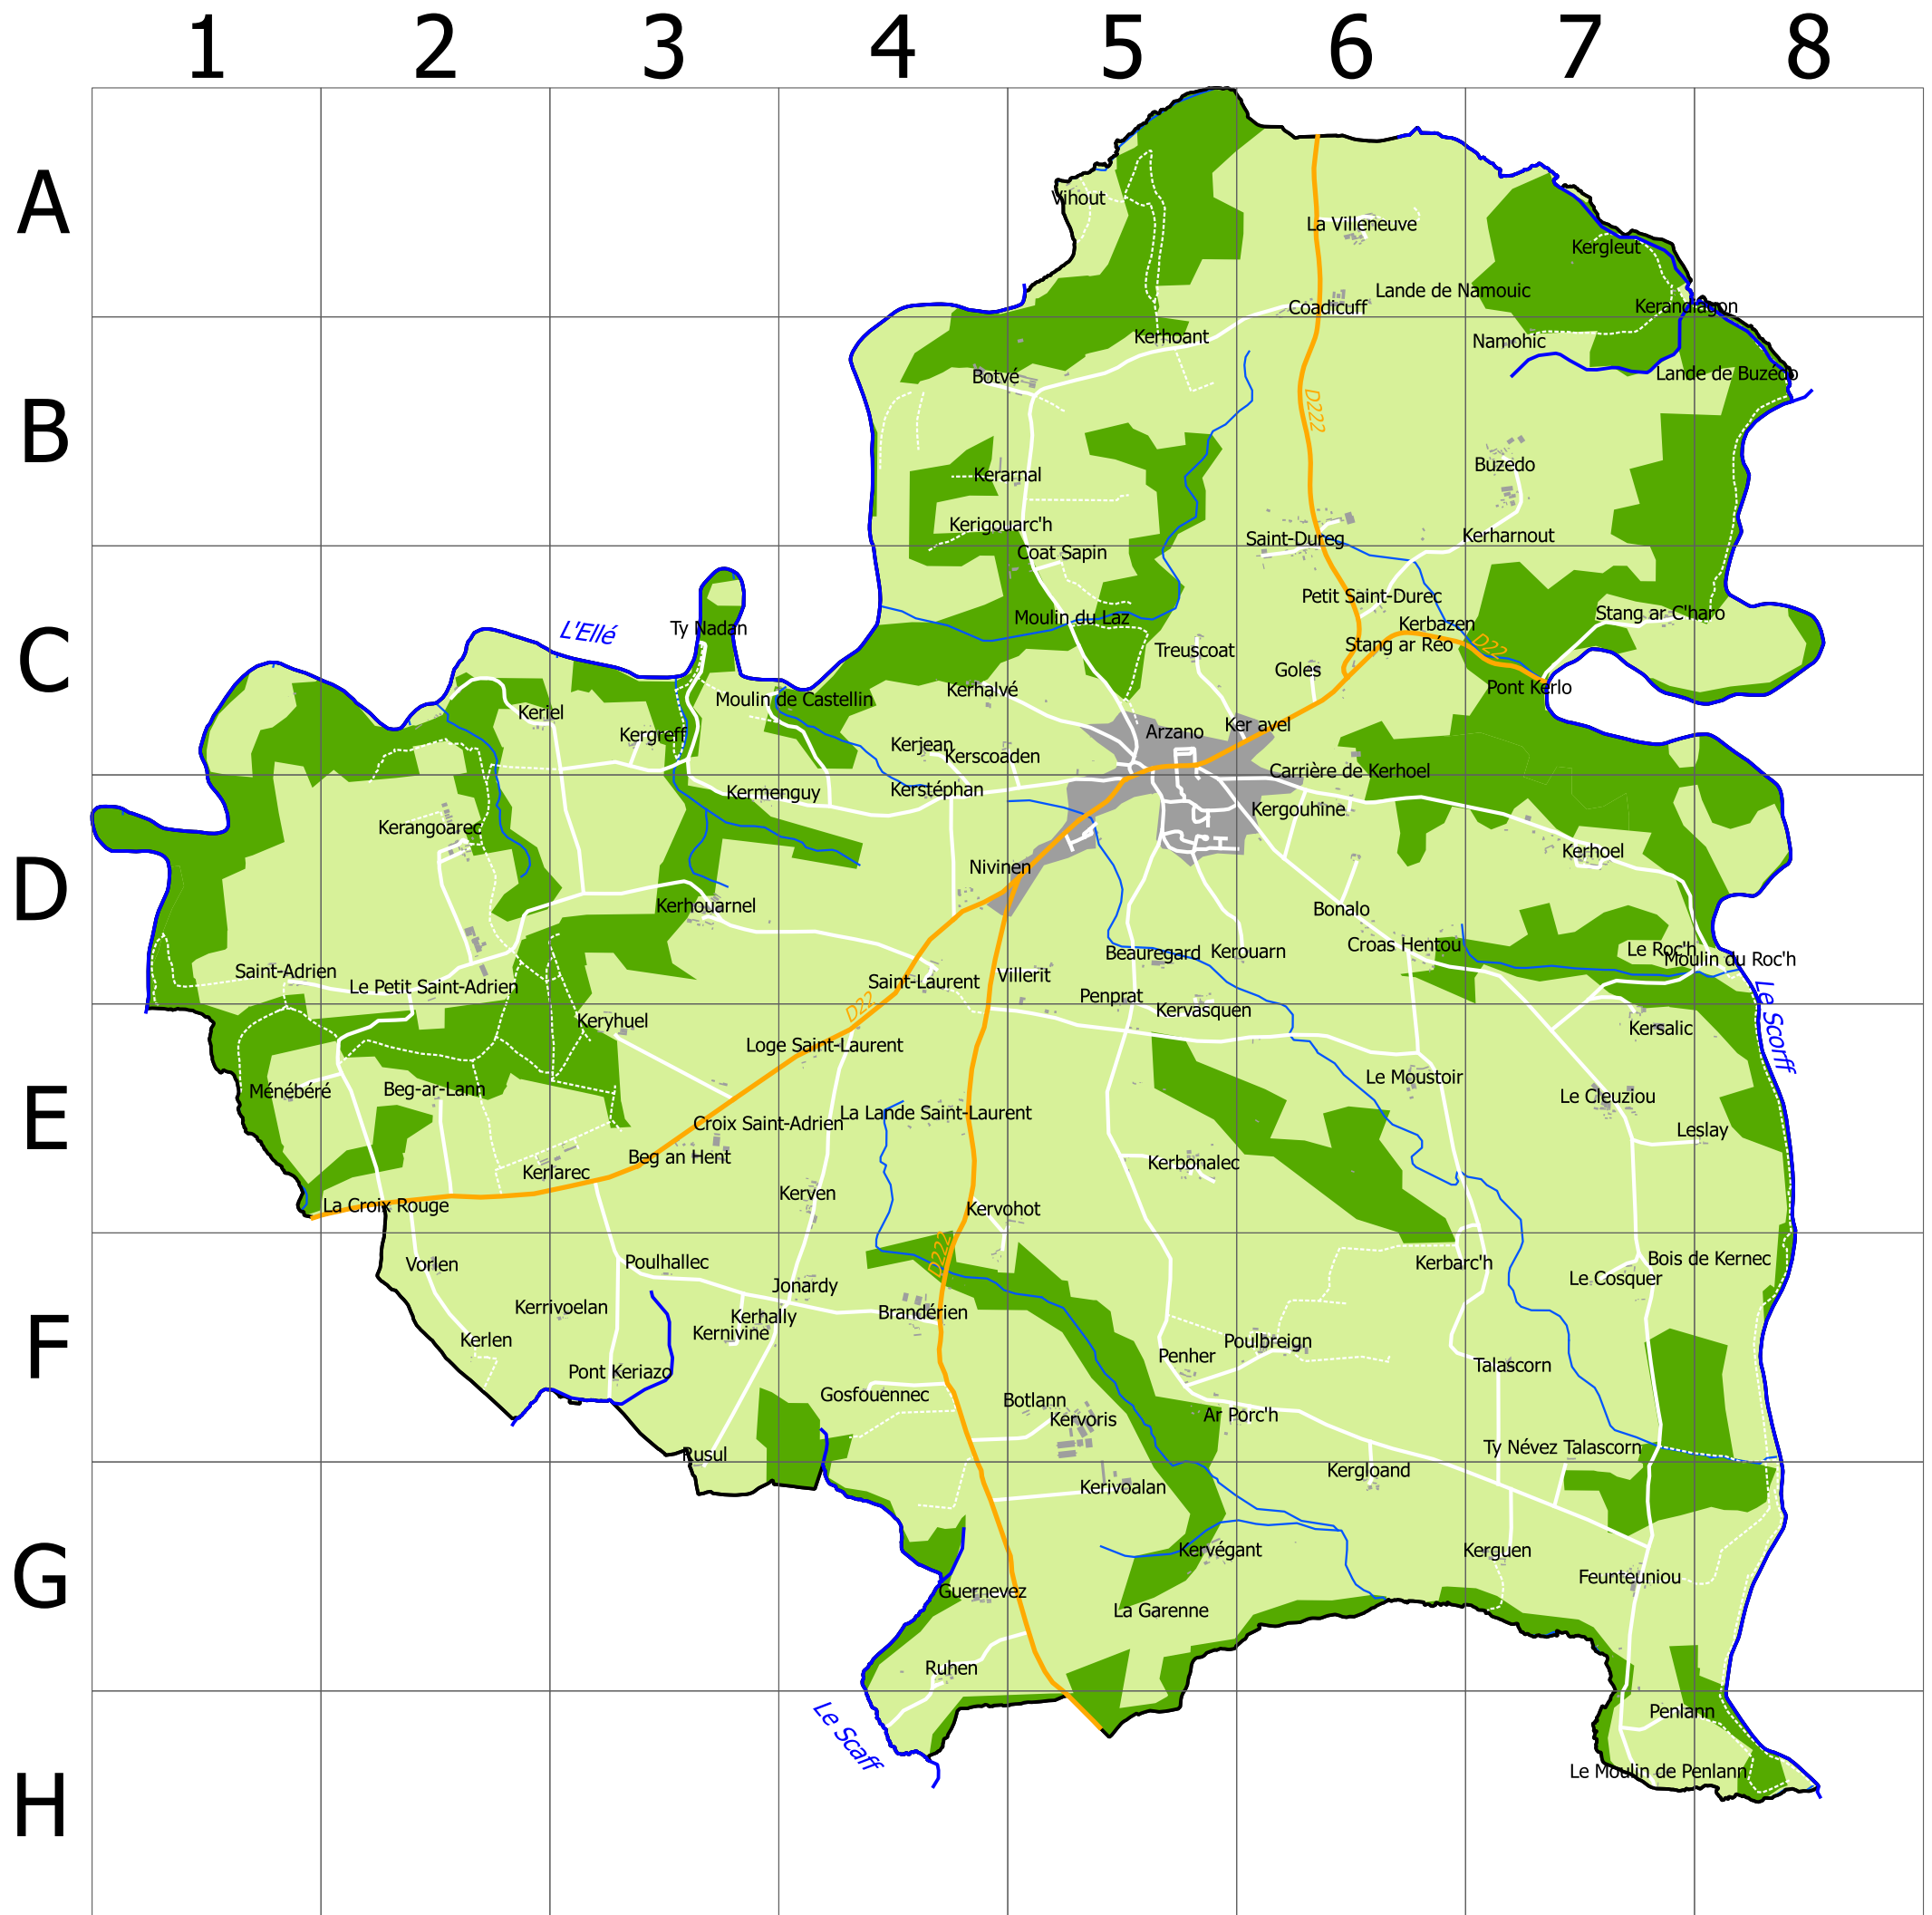 1 2 3 4 5 6 7 8
A
Vihout
La Villeneuve
Kergleut
Lande de Namouic
Coadicuff
Kerandiagon
B
Kerhoant
Namohic
Botvé
Lande de Buzédo
D222
Buzedo
Kerarnal
Kerigouarc'h
Kerharnout
Saint-Dureg
C
Coat Sapin
Petit Saint-Durec
Stang ar C'haro
Moulin du Laz
Kerbazen
Ty Nadan
L'Ellé
Stang ar Réo
D22
Treuscoat
Goles
Pont Kerlo
Kerhalvé
Moulin de Castellin
Keriel
Ker avel
Arzano
Kergreff
Kerjean
Kerscoaden
Carrière de Kerhoel
D
Kerstéphan
Kermenguy
Kergouhine
Kerangoarec
Kerhoel
Nivinen
Kerhouarnel
Bonalo
Croas Hentou
Le Roc'h
Beauregard
Kerouarn
Moulin du Roc'h
Saint-Adrien
Villerit
Saint-Laurent
Le Petit Saint-Adrien
Penprat
D22
Kervasquen
Le Scorff
E
Keryhuel
Kersalic
Loge Saint-Laurent
Le Moustoir
Ménébéré
Beg-ar-Lann
Le Cleuziou
La Lande Saint-Laurent
Croix Saint-Adrien
Leslay
Beg an Hent
Kerbonalec
Kerlarec
Kerven
La Croix Rouge
Kervohot
F
D222
Bois de Kernec
Poulhallec
Vorlen
Kerbarc'h
Le Cosquer
Jonardy
Kerrivoelan
Brandérien
Kerhally
Kernivine
Kerlen
Poulbreign
Penher
Talascorn
Pont Keriazo
Gosfouennec
Botlann
Kervoris
Ar Porc'h
Ty Névez Talascorn
Rusul
G
Kergloand
Kerivoalan
Kervégant
Kerguen
Feunteuniou
Guernevez
La Garenne
Ruhen
H
Penlann
Le Scaff
Le Moulin de Penlann